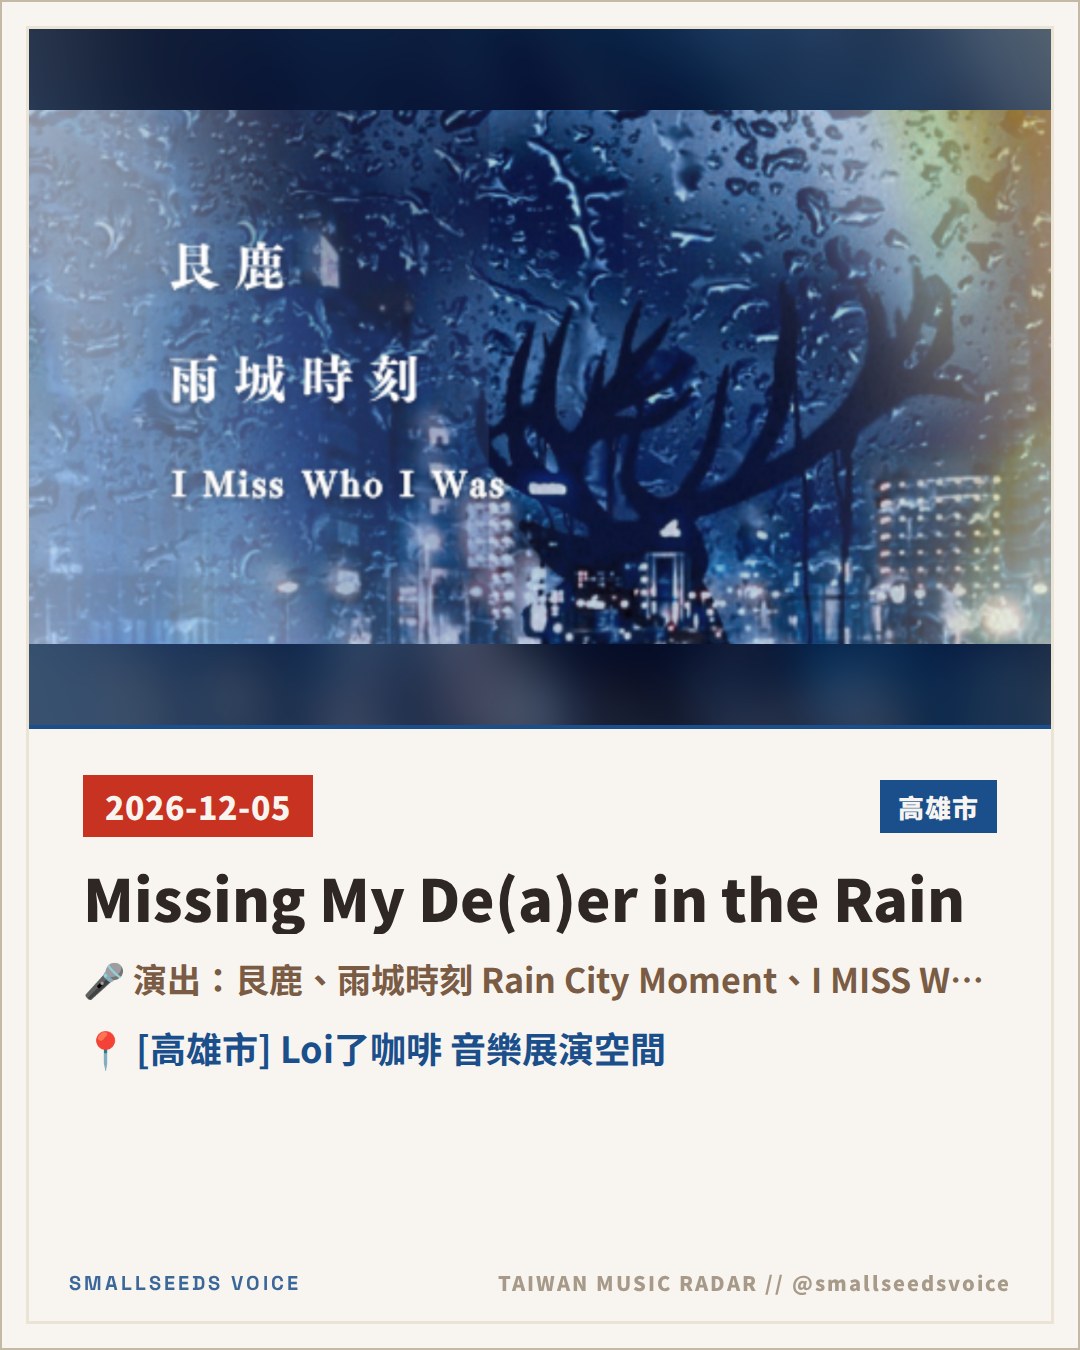 艮鹿
雨城時刻
I Miss Who I Was
2026-12-05
高雄市
Missing My De(a)er in the Rain
🎤 演出：艮鹿、雨城時刻 Rain City Moment、I MISS W…
📍 [高雄市] Loi了咖啡 音樂展演空間
SMALLSEEDS VOICE
TAIWAN MUSIC RADAR // @smallseedsvoice